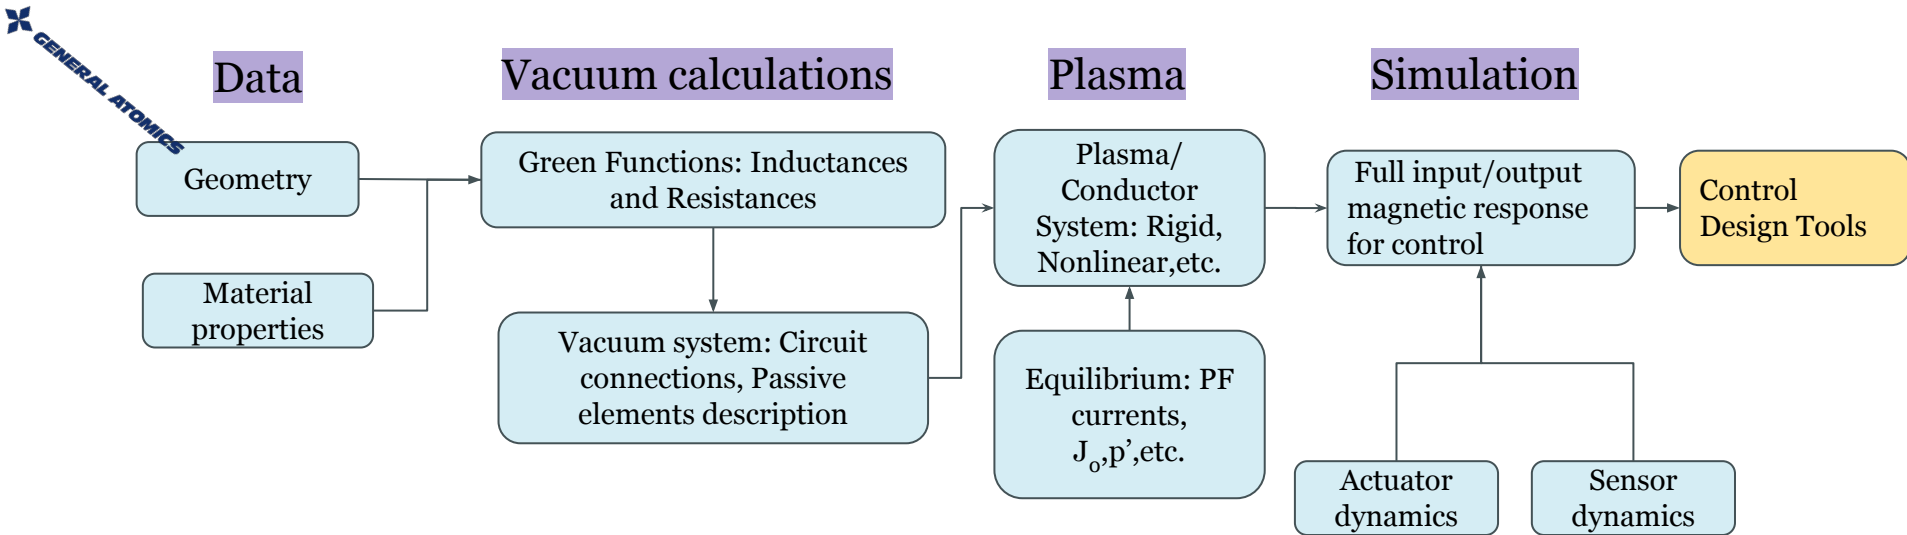 GENERAL ATOMICS
Data
Vacuum calculations
Plasma
Simulation
Geometry
Material
properties
Green Functions: Inductances
and Resistances
Vacuum system: Circuit
connections, Passive
elements description
Plasma/
Conductor
System: Rigid,
Nonlinear,etc.
Equilibrium: PF
currents,
J₀,p’,etc.
Full input/output
magnetic response
for control
Actuator
dynamics
Sensor
dynamics
Control
Design Tools